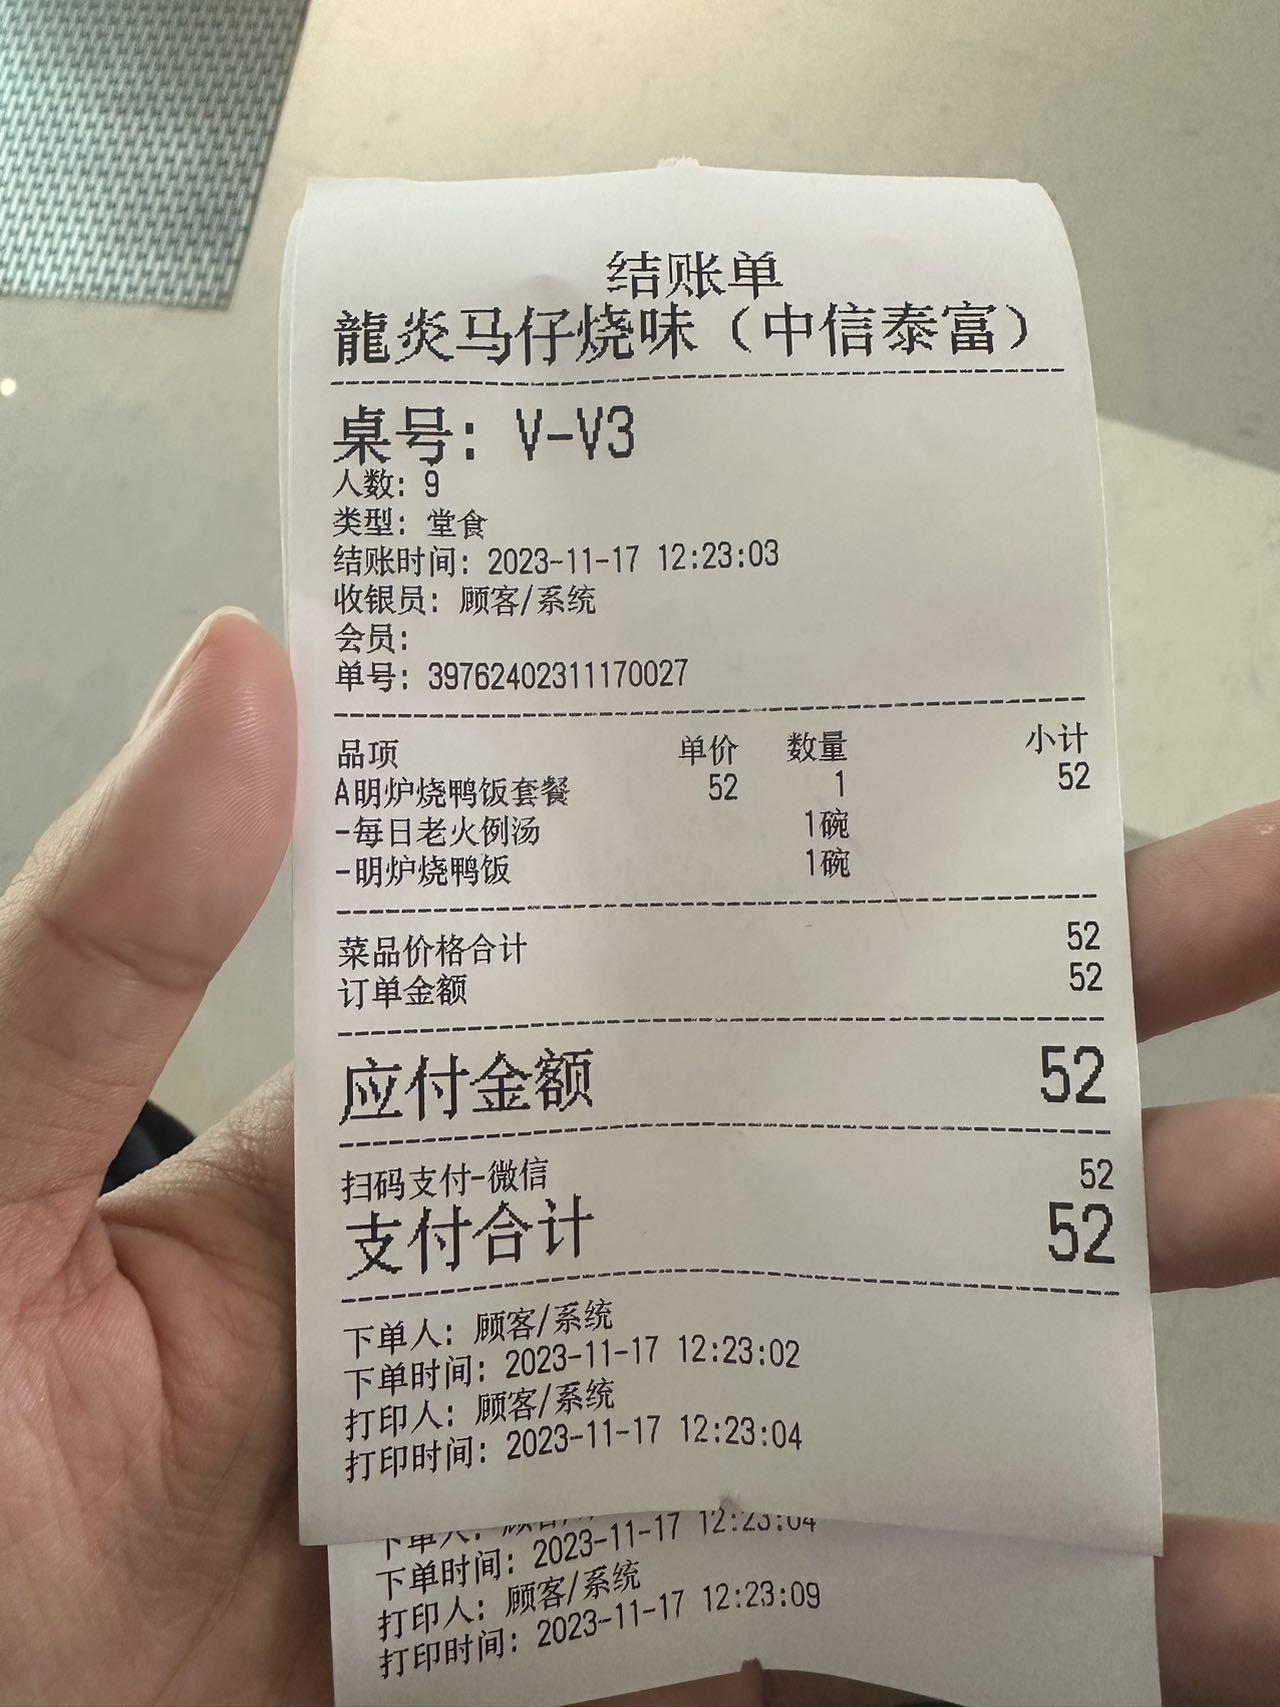 结账单
龍炎马仔烧味（中信泰富）
桌号：V-V3
人数：9
类型：堂食
结账时间：2023-11-17 12:23:03
收银员：顾客/系统
会员：
单号：39762402311170027
品项 单价 数量 小计
A明炉烧鸭饭套餐 52 1 52
-每日老火例汤 1碗
-明炉烧鸭饭 1碗
菜品价格合计 52
订单金额 52
应付金额 52
扫码支付-微信 52
支付合计 52
下单人：顾客/系统
下单时间：2023-11-17 12:23:02
打印人：顾客/系统
打印时间：2023-11-17 12:23:04
下单人：顾客/
下单时间：2023-11-17 12:23:04
打印人：顾客/系统
打印时间：2023-11-17 12:23:09